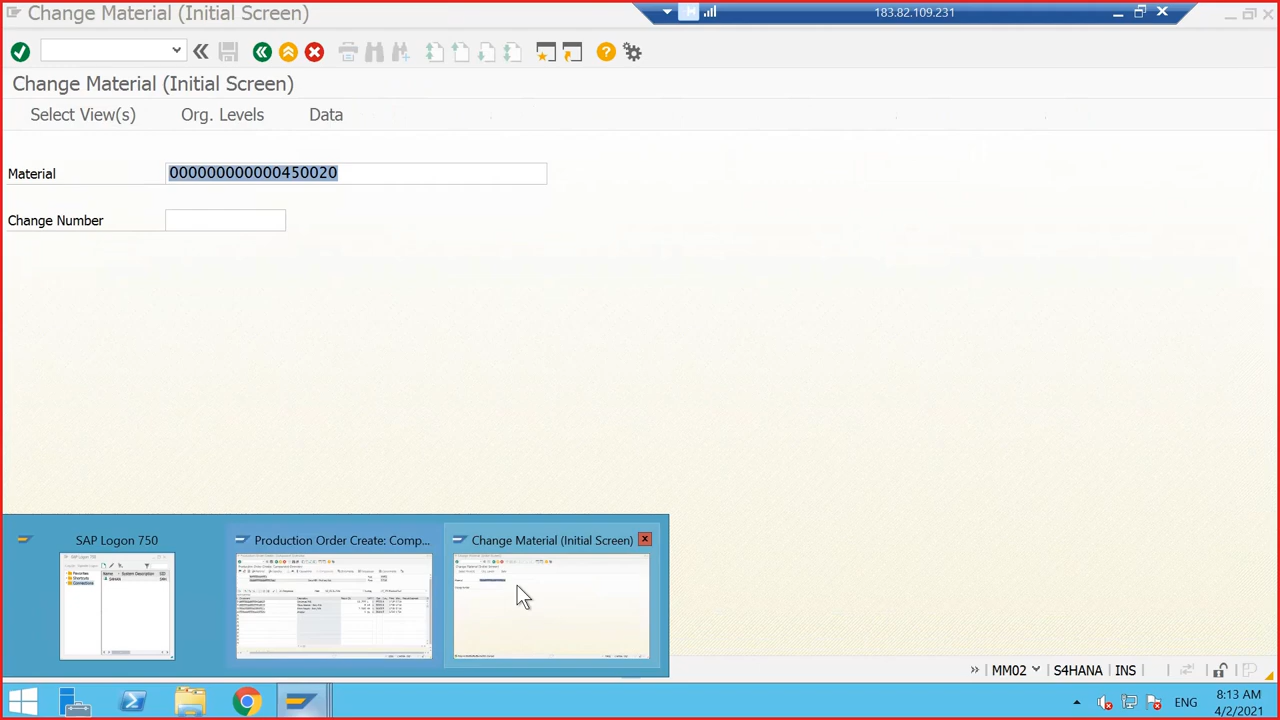 Change Material (Initial Screen)
183.82.109.231
Change Material (Initial Screen)
Select View(s) Org. Levels Data
Material 000000000000450020
Change Number
SAP Logon 750
Production Order Create: Comp...
Change Material (Initial Screen)
MM02 S4HANA INS
ENG
8:13 AM
4/2/2021